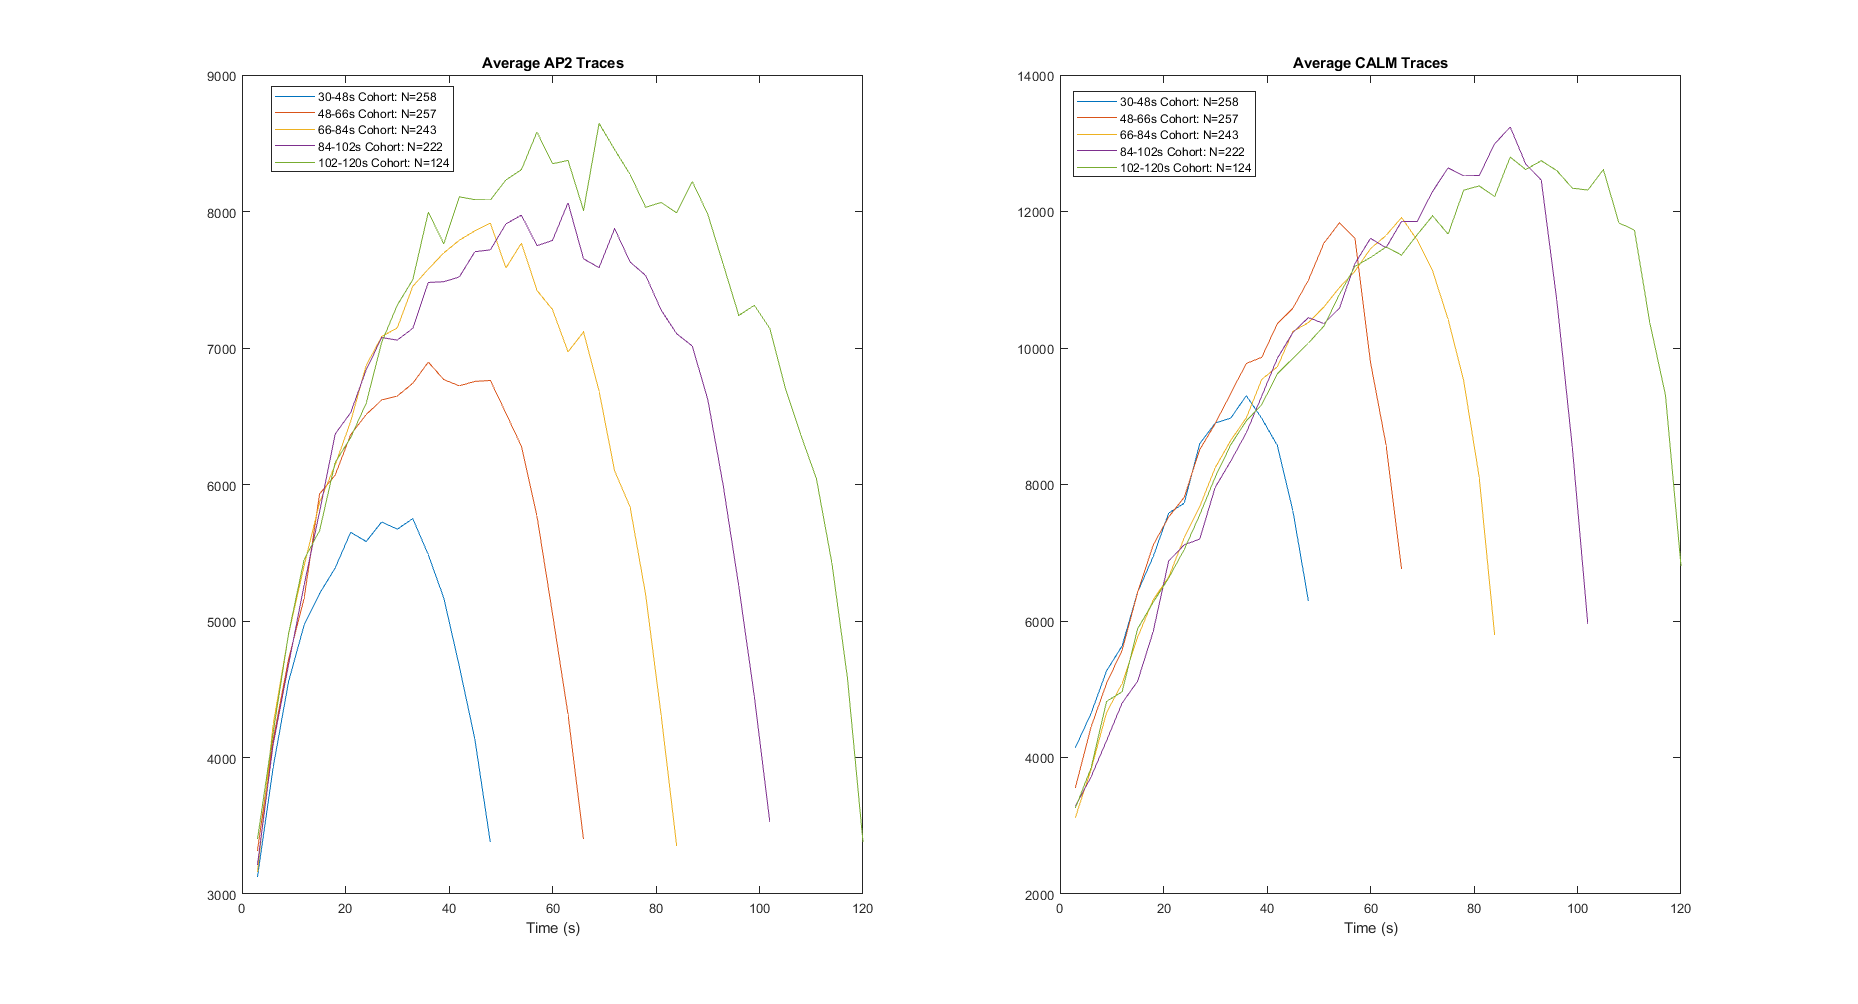 Average AP2 Traces
9000
8000
7000
6000
5000
4000
3000
30-48s Cohort: N=258
48-66s Cohort: N=257
66-84s Cohort: N=243
84-102s Cohort: N=222
102-120s Cohort: N=124
0 20 40 60 80 100 120
Time (s)
Average CALM Traces
14000
12000
10000
8000
6000
4000
2000
30-48s Cohort: N=258
48-66s Cohort: N=257
66-84s Cohort: N=243
84-102s Cohort: N=222
102-120s Cohort: N=124
0 20 40 60 80 100 120
Time (s)